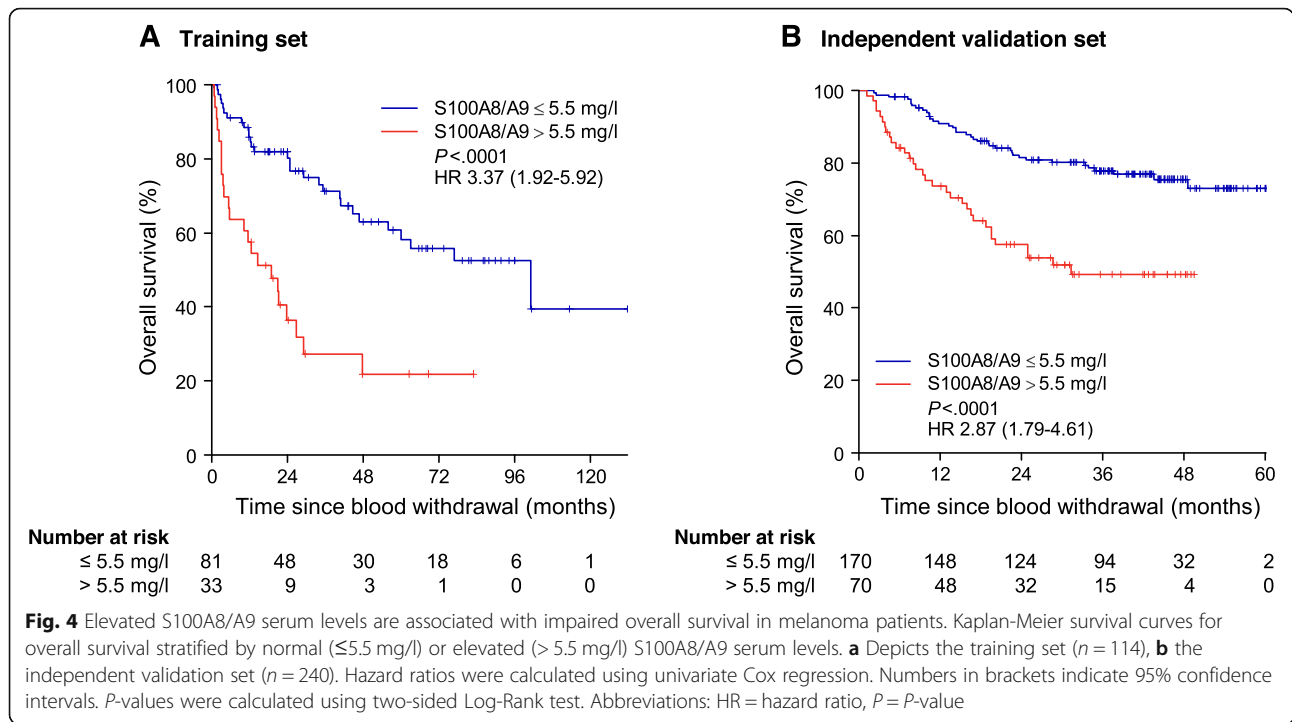 A Training set
100
80
60
40
20
0
Overall survival (%)
S100A8/A9 ≤ 5.5 mg/l
S100A8/A9 > 5.5 mg/l
P<.0001
HR 3.37 (1.92-5.92)
0 24 48 72 96 120
Time since blood withdrawal (months)
Number at risk
≤ 5.5 mg/l 81 48 30 18 6 1
> 5.5 mg/l 33 9 3 1 0 0
B Independent validation set
100
80
60
40
20
0
Overall survival (%)
S100A8/A9 ≤ 5.5 mg/l
S100A8/A9 > 5.5 mg/l
P<.0001
HR 2.87 (1.79-4.61)
0 12 24 36 48 60
Time since blood withdrawal (months)
Number at risk
≤ 5.5 mg/l 170 148 124 94 32 2
> 5.5 mg/l 70 48 32 15 4 0
Fig. 4 Elevated S100A8/A9 serum levels are associated with impaired overall survival in melanoma patients. Kaplan-Meier survival curves for
overall survival stratified by normal (≤5.5 mg/l) or elevated (> 5.5 mg/l) S100A8/A9 serum levels. a Depicts the training set (n = 114), b the
independent validation set (n = 240). Hazard ratios were calculated using univariate Cox regression. Numbers in brackets indicate 95% confidence
intervals. P-values were calculated using two-sided Log-Rank test. Abbreviations: HR = hazard ratio, P = P-value